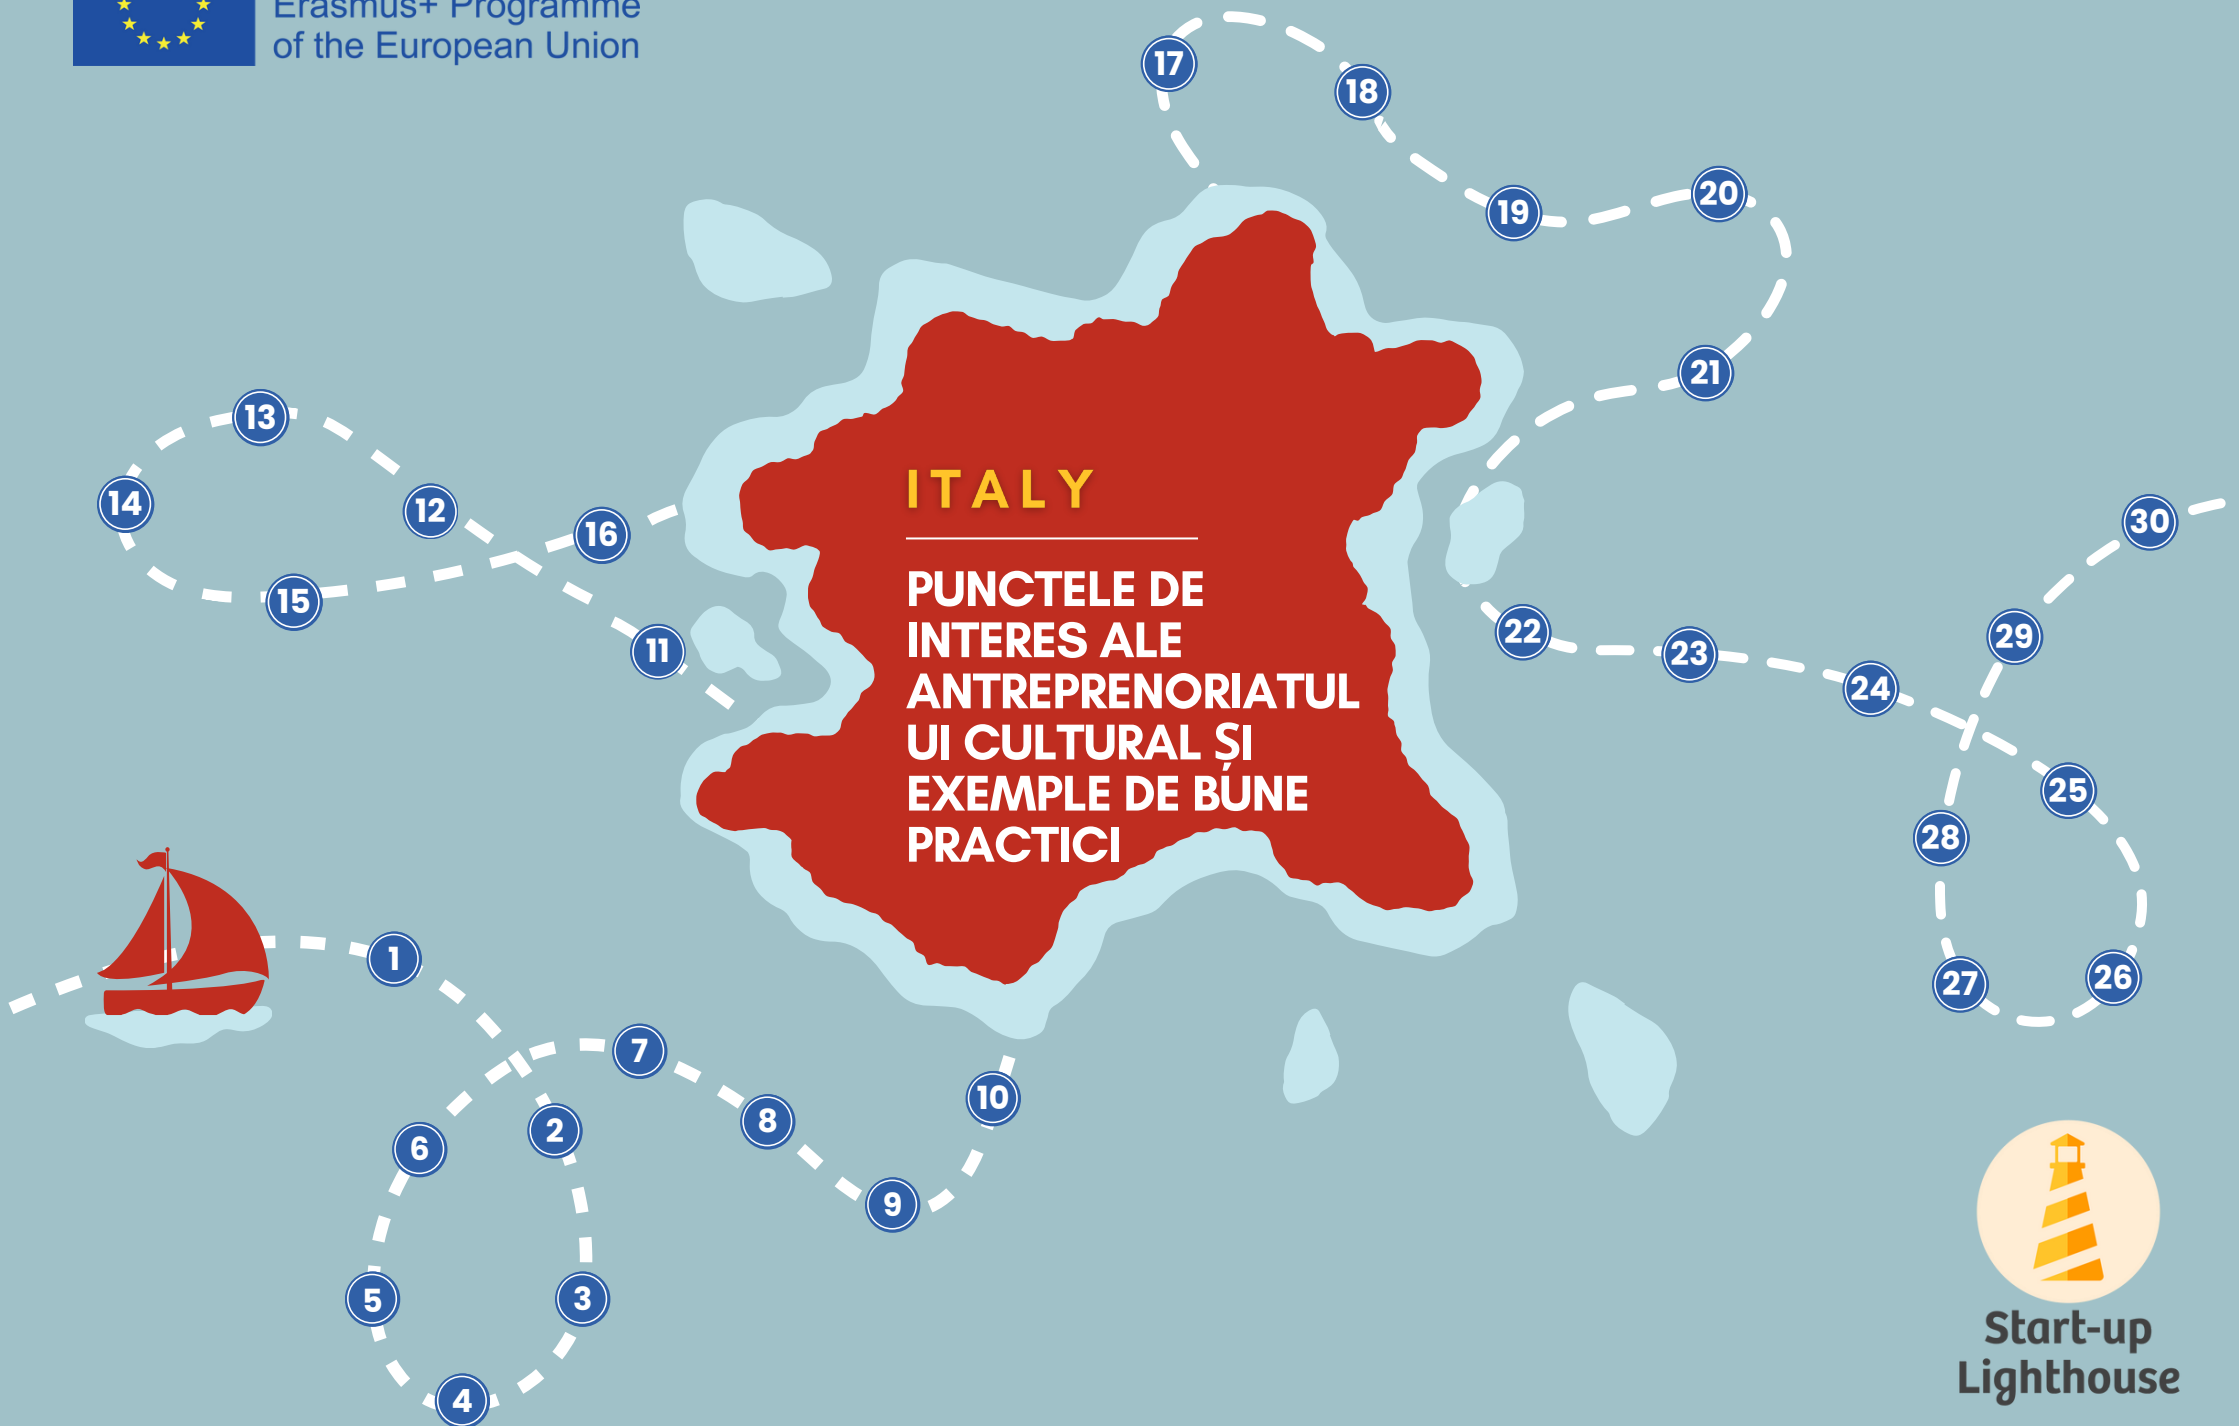 Erasmus+ Programme
of the European Union
17
18
20
19
21
13
ITALY
14
12
30
16
PUNCTELE DE
15
INTERES ALE
22
29
11
23
ANTREPRENORIATUL
24
UI CULTURAL ȘI
25
EXEMPLE DE BUNE
28
PRACTICI
1
26
27
7
10
8
2
6
9
5
3
Start-up
Lighthouse
4